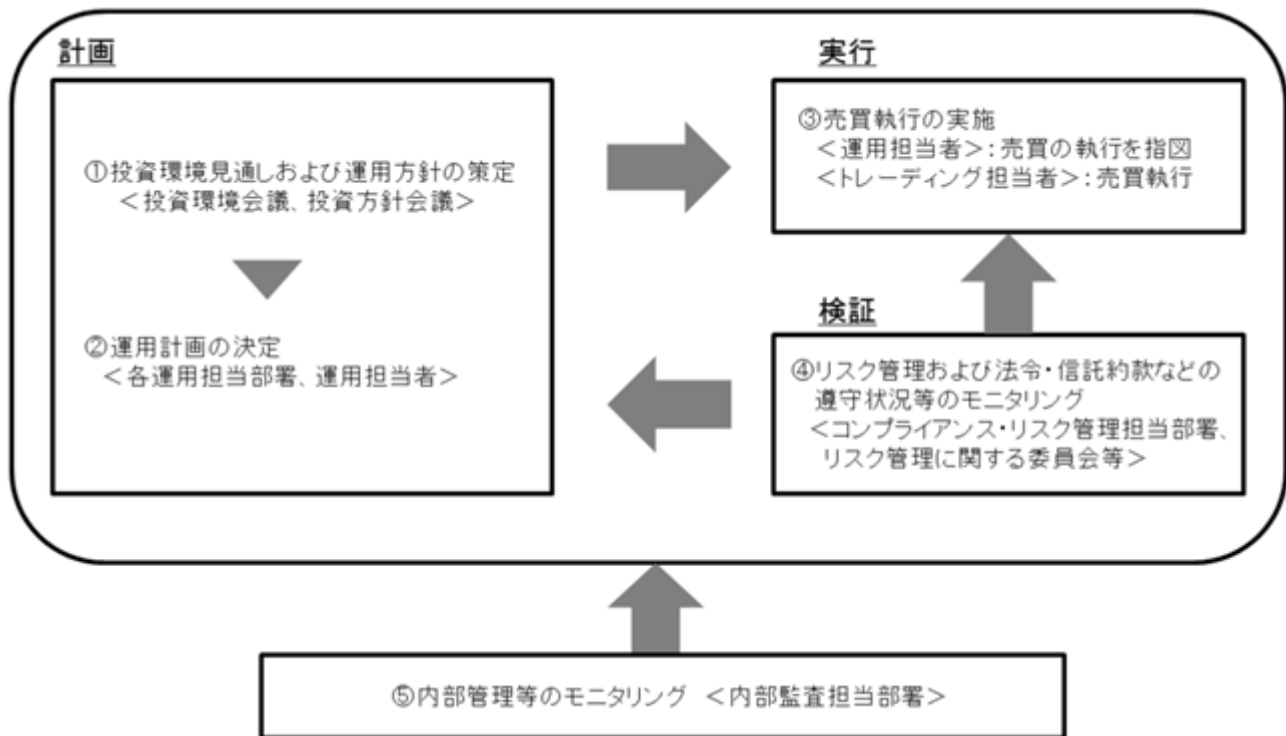 計画
①投資環境見通しおよび運用方針の策定
＜投資環境会議、投資方針会議＞
②運用計画の決定
＜各運用担当部署、運用担当者＞
実行
③売買執行の実施
＜運用担当者＞：売買の執行を指図
＜トレーディング担当者＞：売買執行
検証
④リスク管理および法令・信託約款などの
遵守状況等のモニタリング
＜コンプライアンス・リスク管理担当部署、
リスク管理に関する委員会等＞
⑤内部管理等のモニタリング ＜内部監査担当部署＞